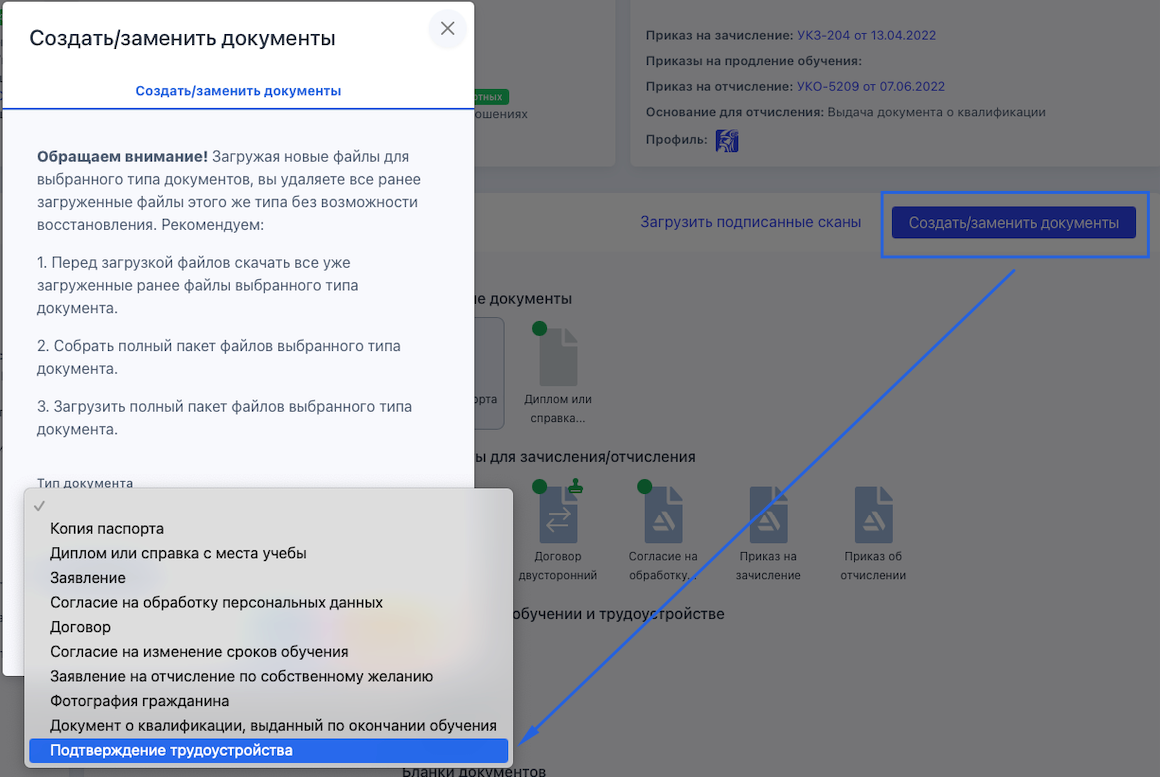 Создать/заменить документы
Создать/заменить документы
Обращаем внимание! Загружая новые файлы для
выбранного типа документов, вы удаляете все ранее
загруженные файлы этого же типа без возможности
восстановления. Рекомендуем:
1. Перед загрузкой файлов скачать все уже
загруженные ранее файлы выбранного типа
документа.
2. Собрать полный пакет файлов выбранного типа
документа.
3. Загрузить полный пакет файлов выбранного типа
документа.
Тип документа
Копия паспорта
Диплом или справка с места учебы
Заявление
Согласие на обработку персональных данных
Договор
Согласие на изменение сроков обучения
Заявление на отчисление по собственному желанию
Фотография гражданина
Документ о квалификации, выданный по окончании обучения
Подтверждение трудоустройства
Приказ на зачисление: УКЗ-204 от 13.04.2022
Приказы на продление обучения:
Приказ на отчисление: УКО-5209 от 07.06.2022
Основание для отчисления: Выдача документа о квалификации
Профиль:
отных
ошениях
Загрузить подписанные сканы
Создать/заменить документы
ие документы
орта
Диплом или
справка...
ы для зачисления/отчисления
Договор
двусторонний
Согласие на
обработку...
Приказ на
зачисление
Приказ об
отчислении
обучении и трудоустройстве
Бланки документов